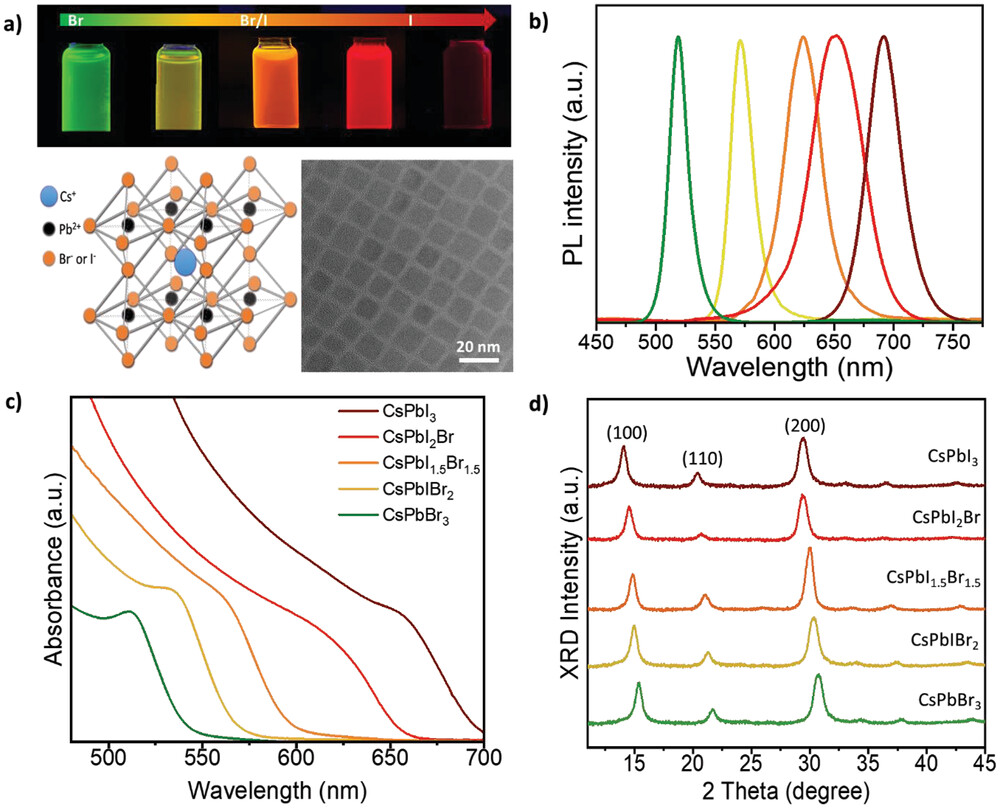 a)
Br Br/I I
Cs⁺
Pb²⁺
Br⁻ or I⁻
20 nm
b)
PL intensity (a.u.)
450 500 550 600 650 700 750
Wavelength (nm)
c)
CsPbI₃
CsPbI₂Br
CsPbI₁.₅Br₁.₅
CsPbIBr₂
CsPbBr₃
Absorbance (a.u.)
500 550 600 650 700
Wavelength (nm)
d)
(100) (110) (200)
CsPbI₃
CsPbI₂Br
CsPbI₁.₅Br₁.₅
CsPbIBr₂
CsPbBr₃
XRD Intensity (a.u.)
15 20 25 30 35 40 45
2 Theta (degree)